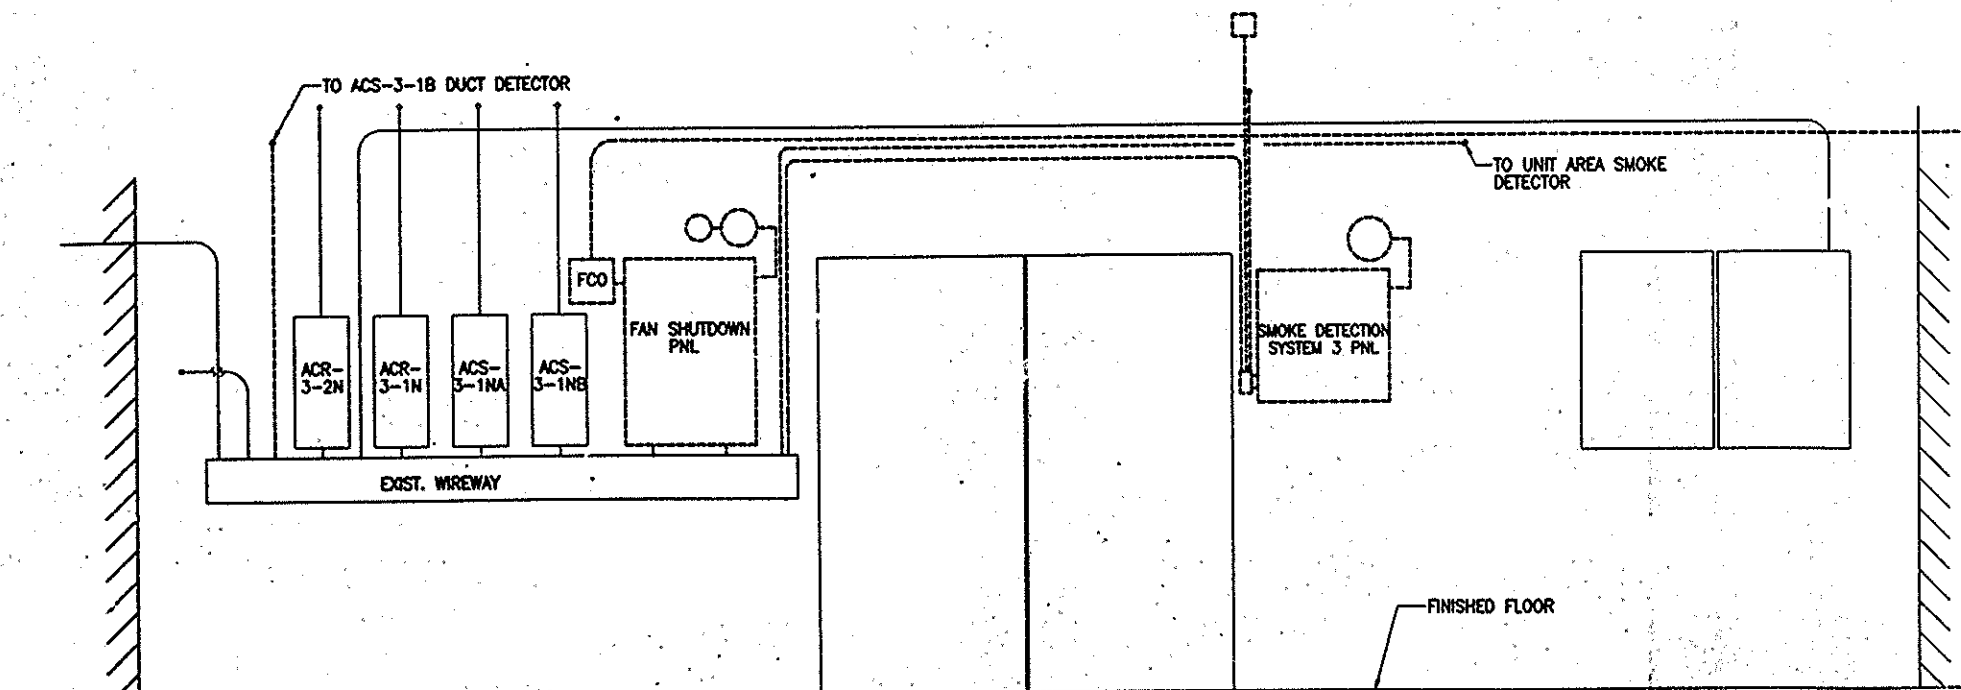 TO ACS-3-1B DUCT DETECTOR
TO UNIT AREA SMOKE
DETECTOR
FCO
FAN SHUTDOWN
PNL
SMOKE DETECTION
SYSTEM 3 PNL
ACR-
3-2N
ACR-
3-1N
ACS-
3-1NA
ACS-
3-1NB
EXIST. WIREWAY
FINISHED FLOOR